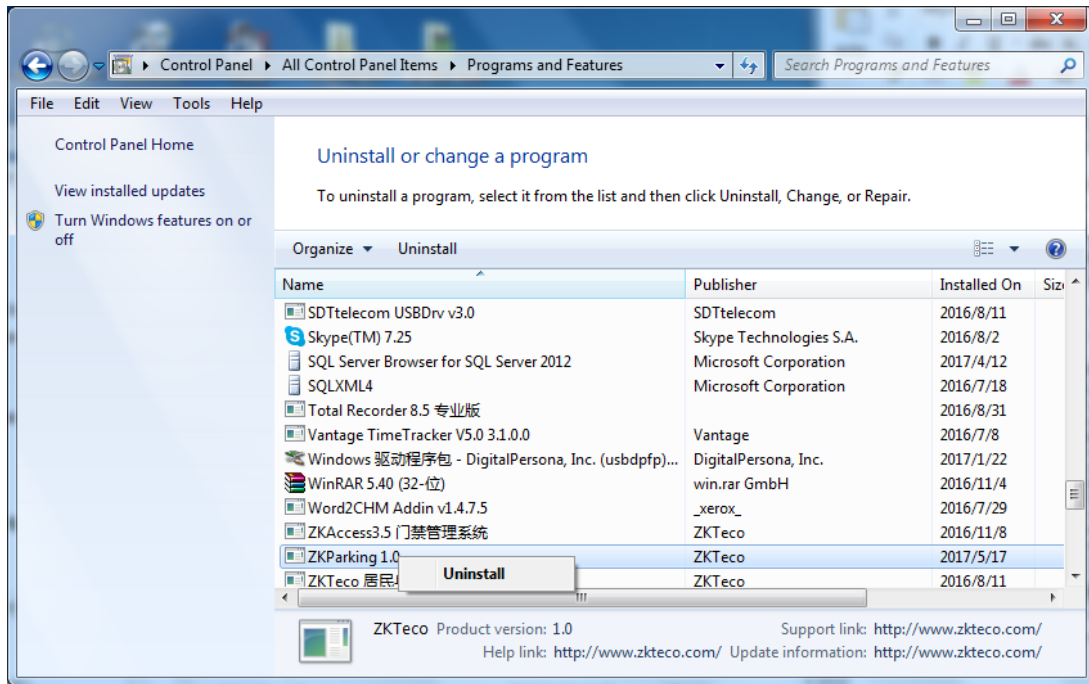 Control Panel All Control Panel Items Programs and Features Search Programs and Features
File Edit View Tools Help
Control Panel Home
View installed updates
Turn Windows features on or
off
Uninstall or change a program
To uninstall a program, select it from the list and then click Uninstall, Change, or Repair.
Organize Uninstall
Name Publisher Installed On
SDTtelecom USBDrv v3.0 SDTtelecom 2016/8/11
Skype(TM) 7.25 Skype Technologies S.A. 2016/8/2
SQL Server Browser for SQL Server 2012 Microsoft Corporation 2017/4/12
SQLXML4 Microsoft Corporation 2016/7/18
Total Recorder 8.5 专业版 2016/8/31
Vantage TimeTracker V5.0 3.1.0.0 Vantage 2016/7/8
Windows 驱动程序包 - DigitalPersona, Inc. (usbdpfp)... DigitalPersona, Inc. 2017/1/22
WinRAR 5.40 (32-位) win.rar GmbH 2016/11/4
Word2CHM Addin v1.4.7.5 _xerox_ 2016/7/29
ZKAccess3.5 门禁管理系统 ZKTeco 2016/11/8
ZKParking 1.0 ZKTeco 2017/5/17
Uninstall
ZKTeco 居民 ZKTeco 2016/8/11
ZKTeco Product version: 1.0 Support link: http://www.zkteco.com/
Help link: http://www.zkteco.com/ Update information: http://www.zkteco.com/